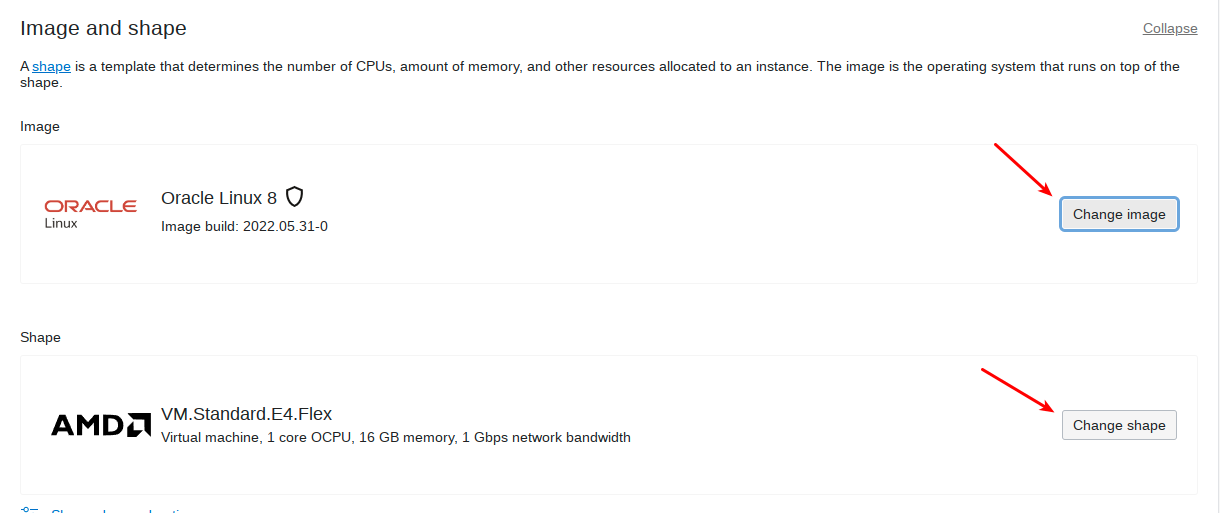 Image and shape
Collapse
A shape is a template that determines the number of CPUs, amount of memory, and other resources allocated to an instance. The image is the operating system that runs on top of the
shape.
Image
ORACLE
Linux
Oracle Linux 8
Image build: 2022.05.31-0
Change image
Shape
AMD
VM.Standard.E4.Flex
Virtual machine, 1 core OCPU, 16 GB memory, 1 Gbps network bandwidth
Change shape